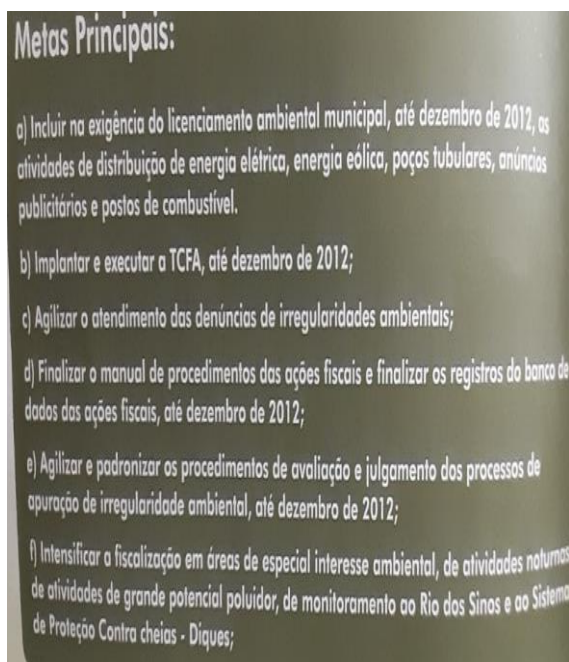 Metas Principais:
a) Incluir na exigência do licenciamento ambiental municipal, até dezembro de 2012, as
atividades de distribuição de energia elétrica, energia eólica, poços tubulares, anúncios
publicitários e postos de combustível.
b) Implantar e executar a TCFA, até dezembro de 2012;
c) Agilizar o atendimento das denúncias de irregularidades ambientais;
d) Finalizar o manual de procedimentos das ações fiscais e finalizar os registros do banco de
dados das ações fiscais, até dezembro de 2012;
e) Agilizar e padronizar os procedimentos de avaliação e julgamento dos processos de
apuração de irregularidade ambiental, até dezembro de 2012;
f) Intensificar a fiscalização em áreas de especial interesse ambiental, de atividades noturnas
de atividades de grande potencial poluidor, de monitoramento ao Rio dos Sinos e ao Sistema
de Proteção Contra cheias - Diques;